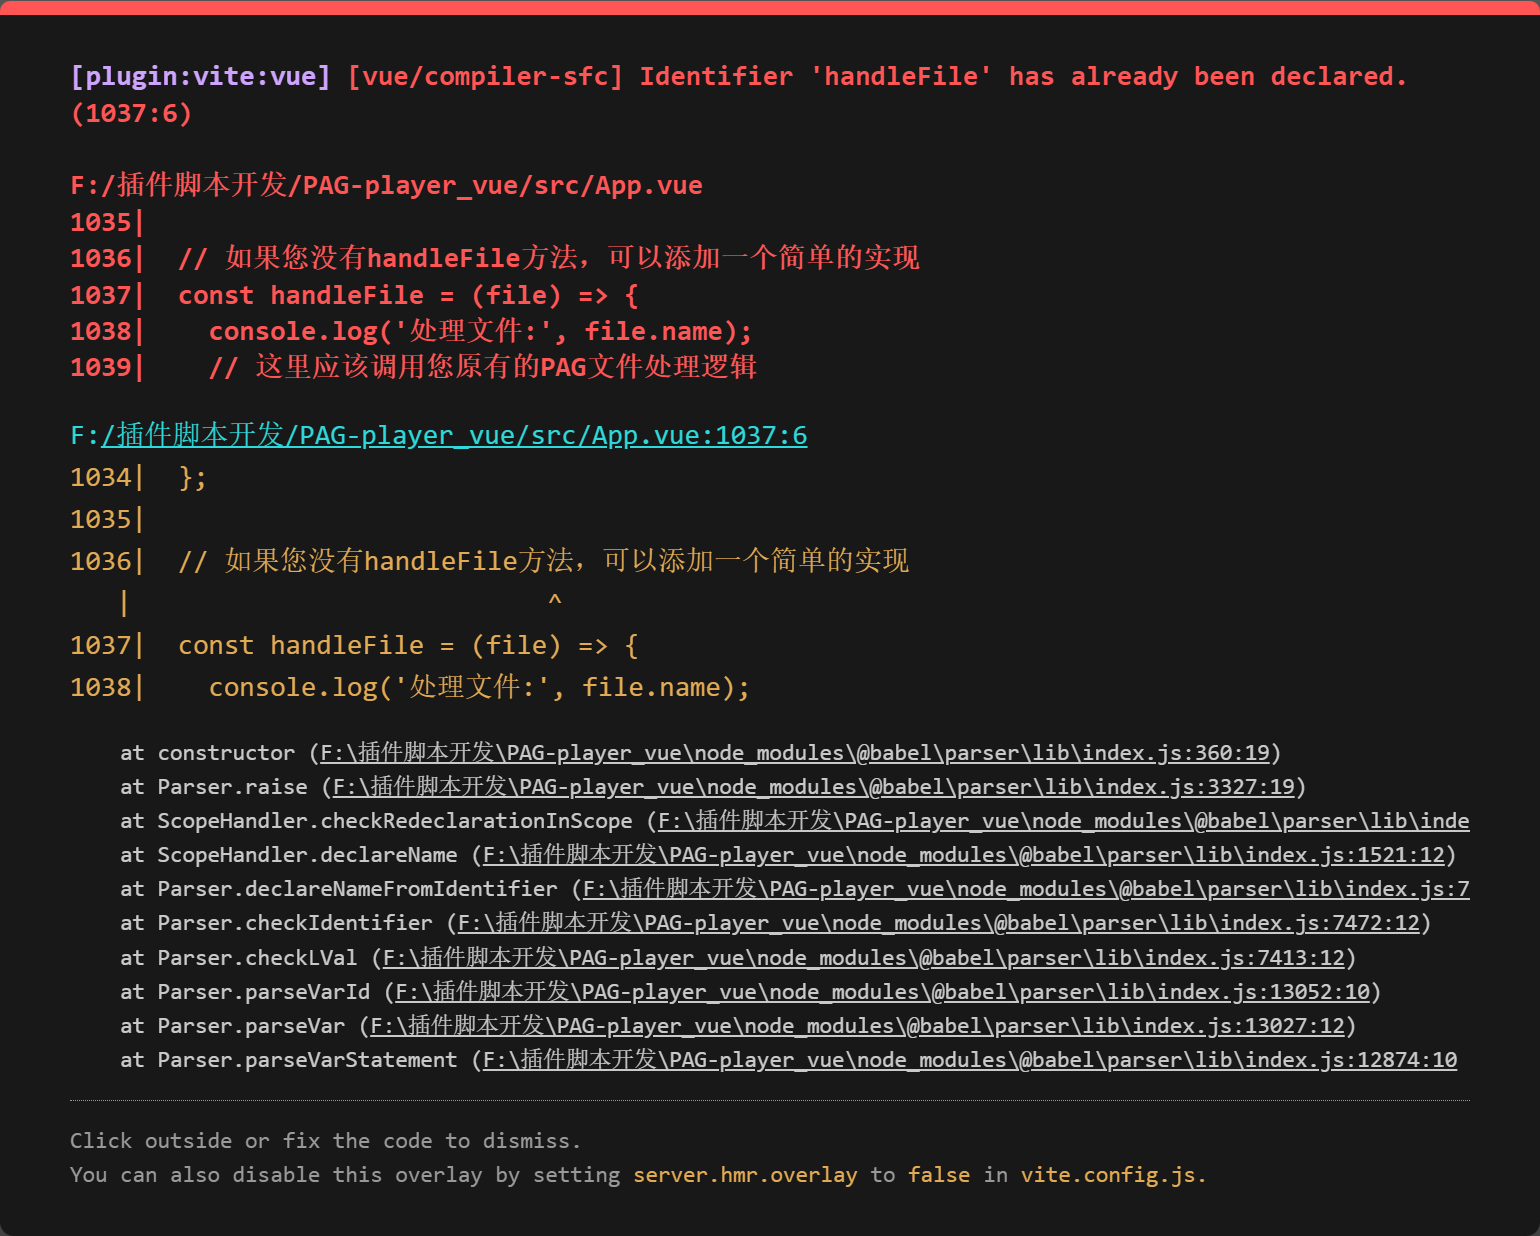 [plugin:vite:vue] [vue/compiler-sfc] Identifier 'handleFile' has already been declared.
(1037:6)
F:/插件脚本开发/PAG-player_vue/src/App.vue
1035|
1036|  // 如果您没有handleFile方法，可以添加一个简单的实现
1037|  const handleFile = (file) => {
1038|    console.log('处理文件:', file.name);
1039|    // 这里应该调用您原有的PAG文件处理逻辑
F:/插件脚本开发/PAG-player_vue/src/App.vue:1037:6
1034|  };
1035|
1036|  // 如果您没有handleFile方法，可以添加一个简单的实现
|                            ^
1037|  const handleFile = (file) => {
1038|    console.log('处理文件:', file.name);
at constructor (F:\插件脚本开发\PAG-player_vue\node_modules\@babel\parser\lib\index.js:360:19)
at Parser.raise (F:\插件脚本开发\PAG-player_vue\node_modules\@babel\parser\lib\index.js:3327:19)
at ScopeHandler.checkRedeclarationInScope (F:\插件脚本开发\PAG-player_vue\node_modules\@babel\parser\lib\inde
at ScopeHandler.declareName (F:\插件脚本开发\PAG-player_vue\node_modules\@babel\parser\lib\index.js:1521:12)
at Parser.declareNameFromIdentifier (F:\插件脚本开发\PAG-player_vue\node_modules\@babel\parser\lib\index.js:7
at Parser.checkIdentifier (F:\插件脚本开发\PAG-player_vue\node_modules\@babel\parser\lib\index.js:7472:12)
at Parser.checkLVal (F:\插件脚本开发\PAG-player_vue\node_modules\@babel\parser\lib\index.js:7413:12)
at Parser.parseVarId (F:\插件脚本开发\PAG-player_vue\node_modules\@babel\parser\lib\index.js:13052:10)
at Parser.parseVar (F:\插件脚本开发\PAG-player_vue\node_modules\@babel\parser\lib\index.js:13027:12)
at Parser.parseVarStatement (F:\插件脚本开发\PAG-player_vue\node_modules\@babel\parser\lib\index.js:12874:10
Click outside or fix the code to dismiss.
You can also disable this overlay by setting server.hmr.overlay to false in vite.config.js.